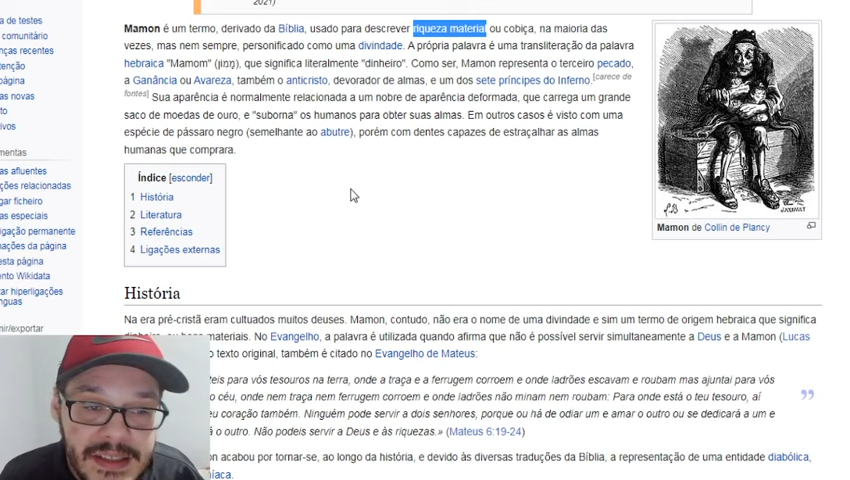 2021)
Mamon é um termo, derivado da Bíblia, usado para descrever riqueza material ou cobiça, na maioria das
vezes, mas nem sempre, personificado como uma divindade. A própria palavra é uma transliteração da palavra
hebraica "Mamom" (ממון), que significa literalmente "dinheiro". Como ser, Mamon representa o terceiro pecado,
a Ganância ou Avareza, também o anticristo, devorador de almas, e um dos sete príncipes do Inferno.[carece de
fontes] Sua aparência é normalmente relacionada a um nobre de aparência deformada, que carrega um grande
saco de moedas de ouro, e "suborna" os humanos para obter suas almas. Em outros casos é visto com uma
espécie de pássaro negro (semelhante ao abutre), porém com dentes capazes de estraçalhar as almas
humanas que comprara.
Mamon de Collin de Plancy
Índice [esconder]
1 História
2 Literatura
3 Referências
4 Ligações externas
História
Na era pré-cristã eram cultuados muitos deuses. Mamon, contudo, não era o nome de uma divindade e sim um termo de origem hebraica que significa
dinheiro, ou bens materiais. No Evangelho, a palavra é utilizada quando afirma que não é possível servir simultaneamente a Deus e a Mamon (Lucas
texto original, também é citado no Evangelho de Mateus:
teis para vós tesouros na terra, onde a traça e a ferrugem corroem e onde ladrões escavam e roubam mas ajuntai para vós
o céu, onde nem traça nem ferrugem corroem e onde ladrões não minam nem roubam: Para onde está o teu tesouro, aí
eu coração também. Ninguém pode servir a dois senhores, porque ou há de odiar um e amar o outro ou se dedicará a um e
á o outro. Não podeis servir a Deus e às riquezas.» (Mateus 6:19-24)
on acabou por tornar-se, ao longo da história, e devido às diversas traduções da Bíblia, a representação de uma entidade diabólica,
níaca.
a de testes
comunitário
nças recentes
tenção
página
as novas
to
ivos
mentas
as afluentes
ções relacionadas
gar ficheiro
as especiais
igação permanente
mações da página
esta página
ento Wikidata
tar hiperligações
nguas
mir/exportar